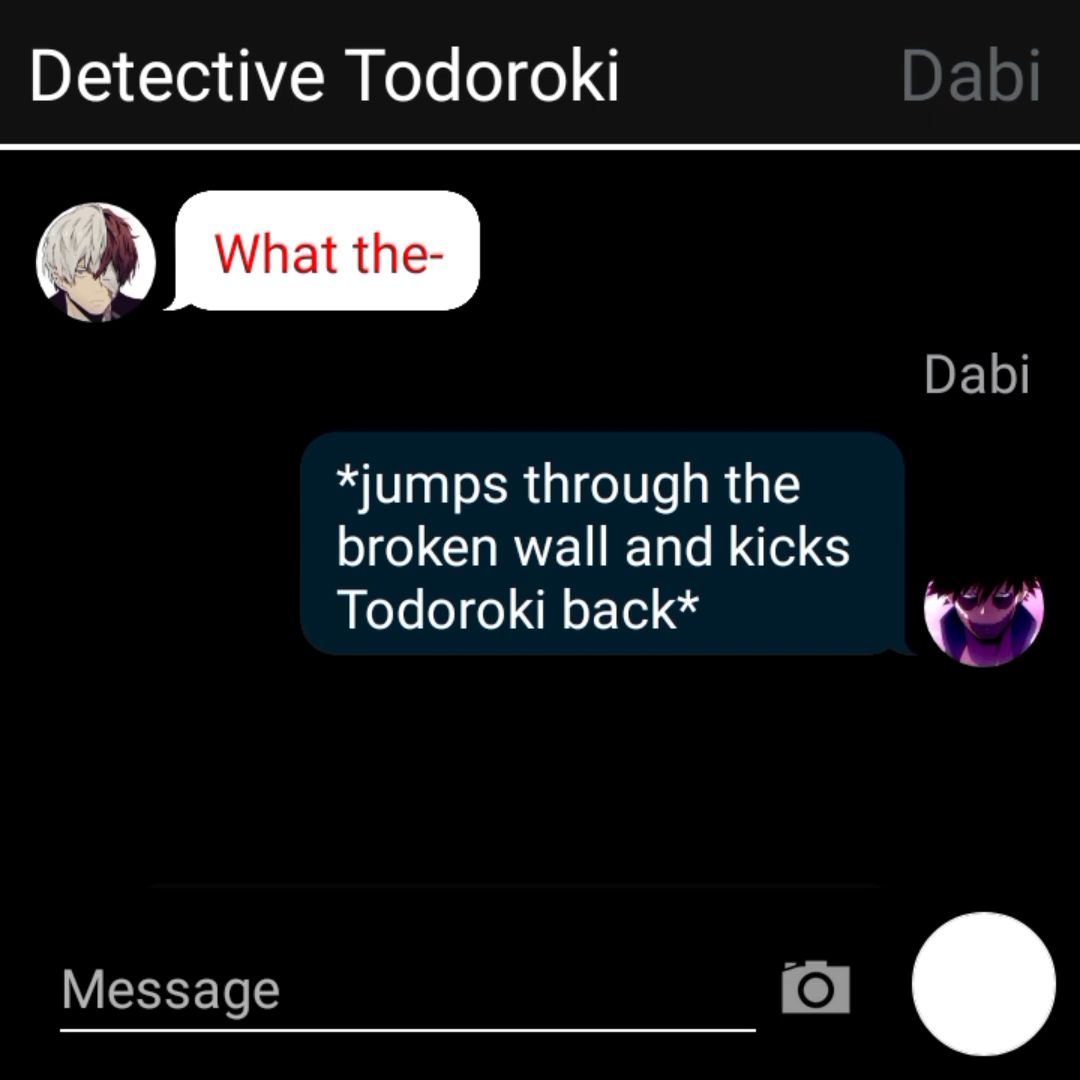 Detective Todoroki Dabi
What the-
Dabi
*jumps through the
broken wall and kicks
Todoroki back*
Message